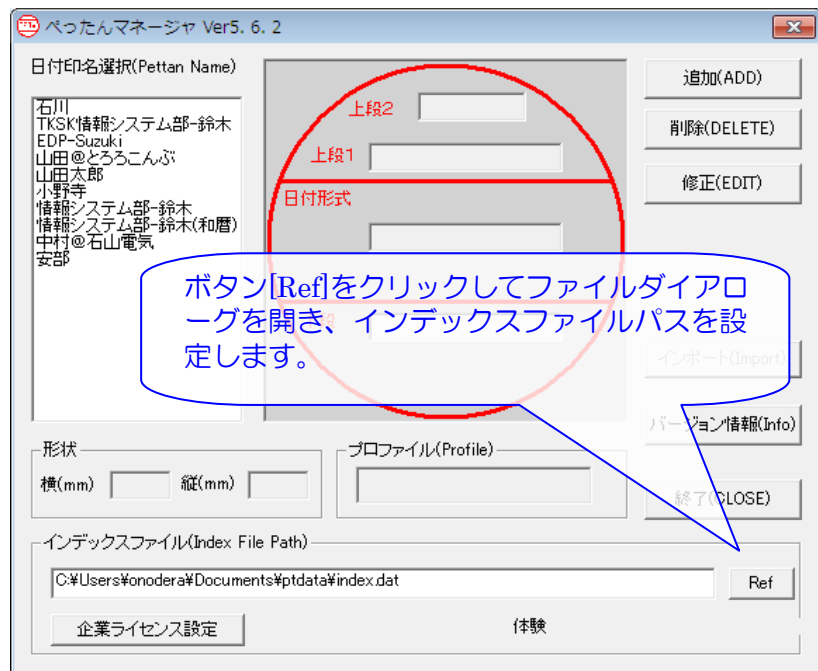 ぺったんマネージャ Ver5. 6. 2
日付印名選択(Pettan Name)
石川
TKSK情報システム部-鈴木
EDP-Suzuki
山田@とろろこんぶ
山田太郎
小野寺
情報システム部-鈴木
情報システム部-鈴木(和暦)
中村@石山電気
安部
上段2
上段1
日付形式
追加(ADD)
削除(DELETE)
修正(EDIT)
ボタン[Ref]をクリックしてファイルダイアロ
ーグを開き、インデックスファイルパスを設
定します。
インポート(Import)
バージョン情報(Info)
終了(CLOSE)
形状
横(mm)
縦(mm)
プロファイル(Profile)
インデックスファイル(Index File Path)
C:¥Users¥onodera¥Documents¥ptdata¥index.dat
Ref
企業ライセンス設定
体験